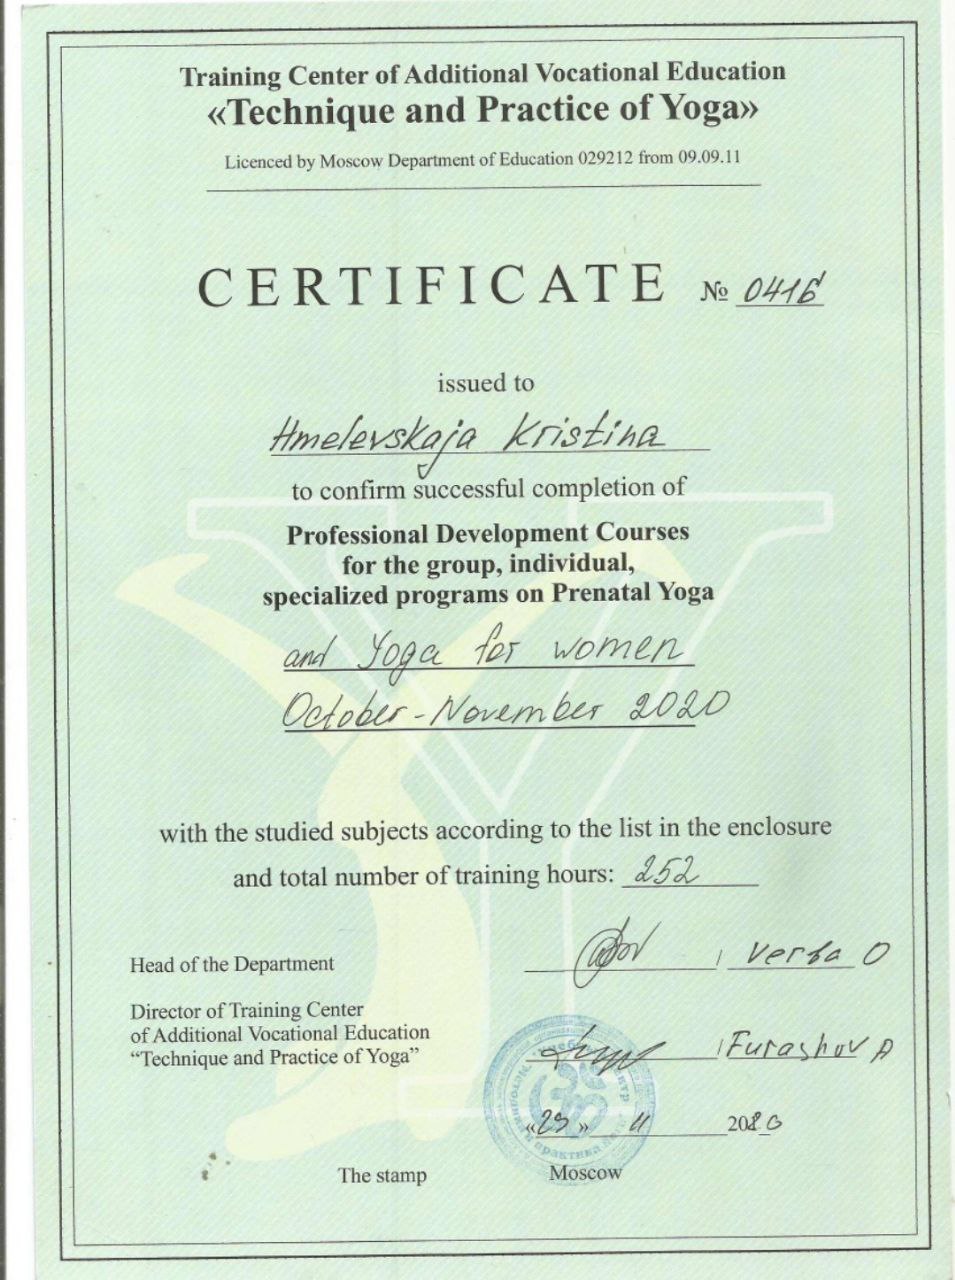 Training Center of Additional Vocational Education
«Technique and Practice of Yoga»
Licenced by Moscow Department of Education 029212 from 09.09.11
CERTIFICATE № 0416
issued to
Hmelevskaja Kristina
to confirm successful completion of
Professional Development Courses
for the group, individual,
specialized programs on Prenatal Yoga
and Yoga for women
October-November 2020
with the studied subjects according to the list in the enclosure
and total number of training hours: 252
Head of the Department / Verba O
Director of Training Center
of Additional Vocational Education
“Technique and Practice of Yoga” / Furashov A
«29» 11 2020
The stamp Moscow